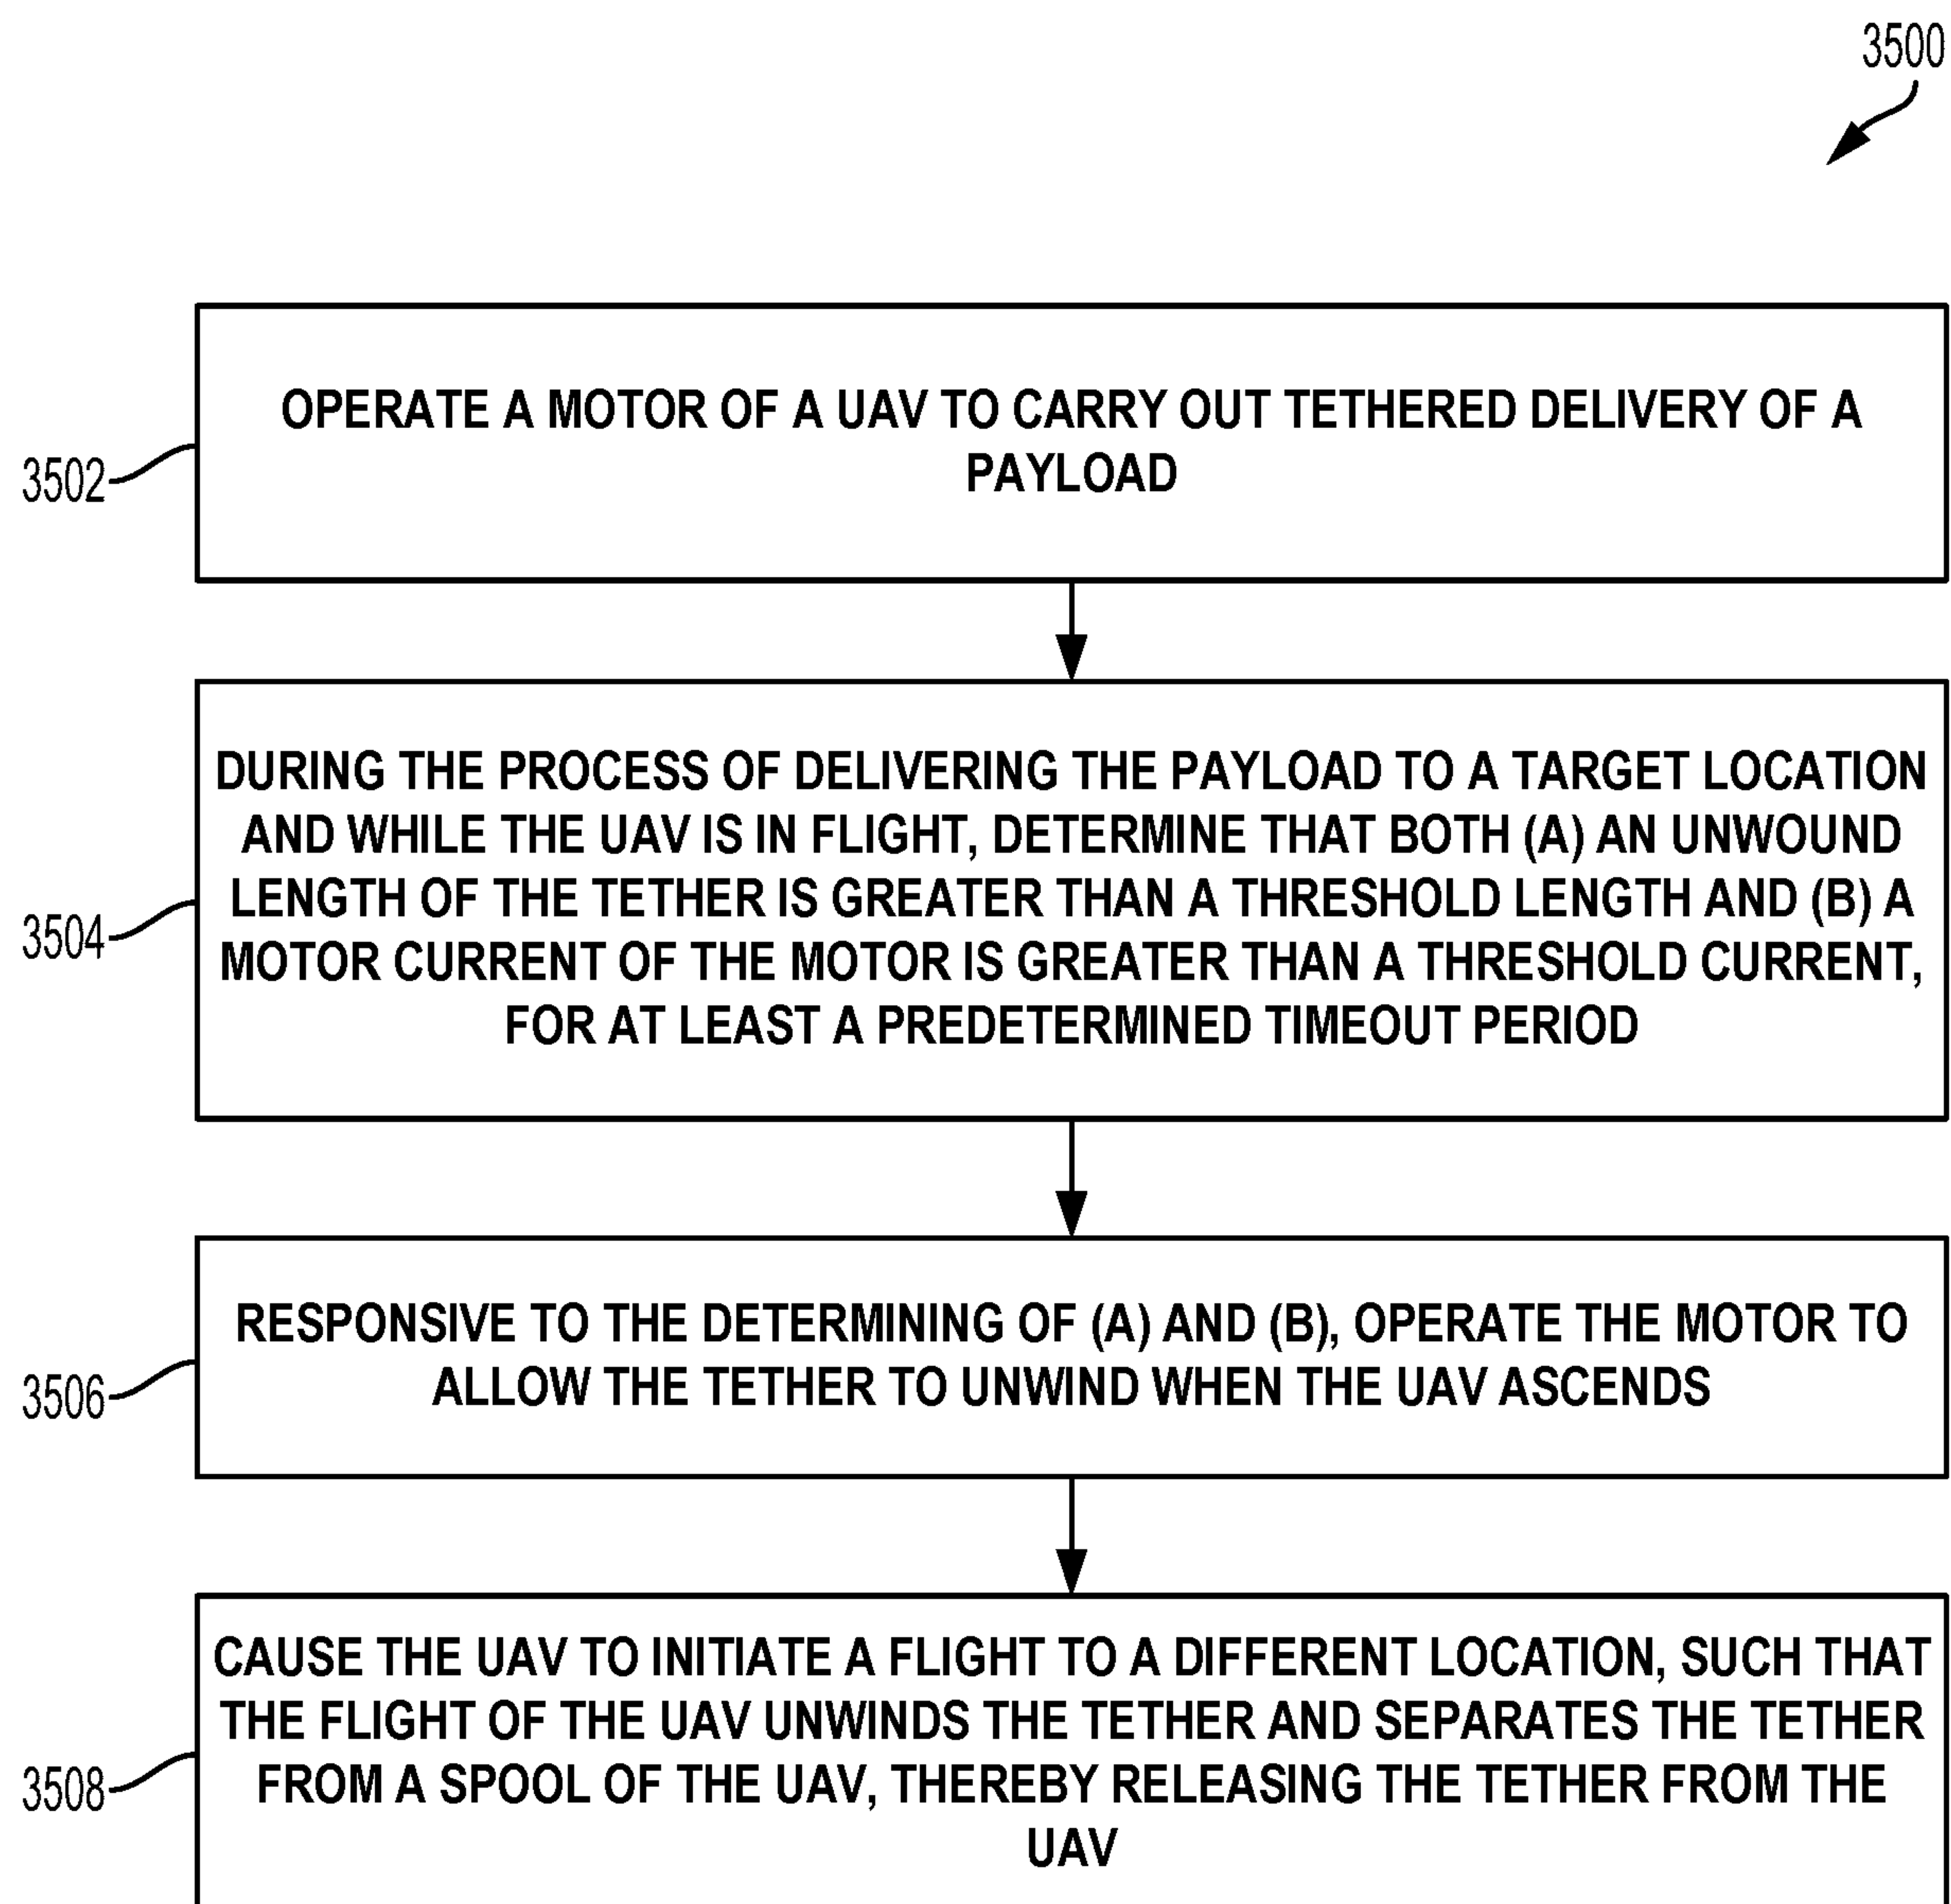 3500
OPERATE A MOTOR OF A UAV TO CARRY OUT TETHERED DELIVERY OF A
PAYLOAD
3502
DURING THE PROCESS OF DELIVERING THE PAYLOAD TO A TARGET LOCATION
AND WHILE THE UAV IS IN FLIGHT, DETERMINE THAT BOTH (A) AN UNWOUND
LENGTH OF THE TETHER IS GREATER THAN A THRESHOLD LENGTH AND (B) A
MOTOR CURRENT OF THE MOTOR IS GREATER THAN A THRESHOLD CURRENT,
FOR AT LEAST A PREDETERMINED TIMEOUT PERIOD
3504
RESPONSIVE TO THE DETERMINING OF (A) AND (B), OPERATE THE MOTOR TO
ALLOW THE TETHER TO UNWIND WHEN THE UAV ASCENDS
3506
CAUSE THE UAV TO INITIATE A FLIGHT TO A DIFFERENT LOCATION, SUCH THAT
THE FLIGHT OF THE UAV UNWINDS THE TETHER AND SEPARATES THE TETHER
FROM A SPOOL OF THE UAV, THEREBY RELEASING THE TETHER FROM THE
UAV
3508